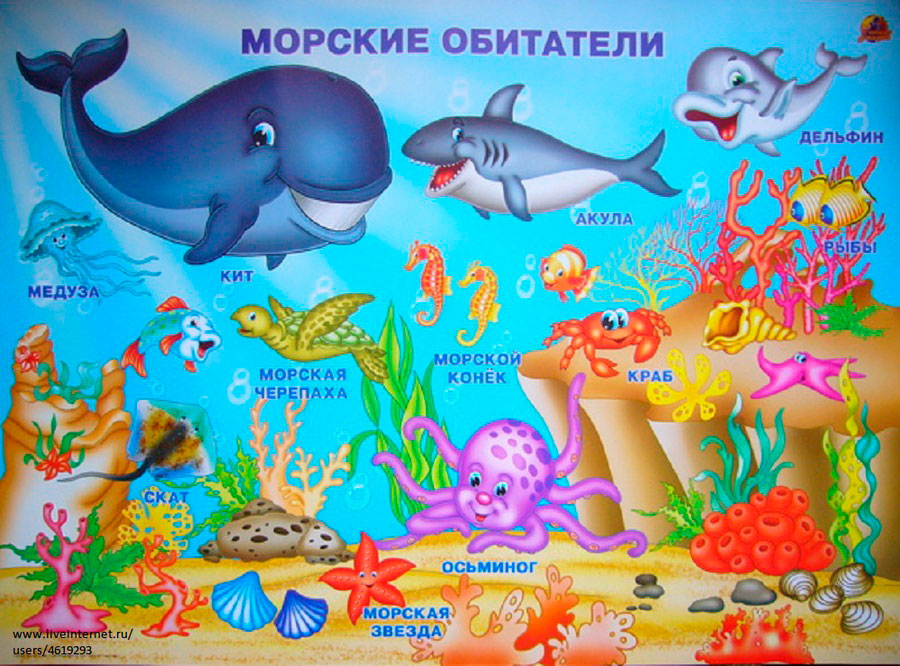 МОРСКИЕ ОБИТАТЕЛИ
ДЕЛЬФИН
АКУЛА
РЫБЫ
КИТ
МЕДУЗА
МОРСКАЯ
ЧЕРЕПАХА
МОРСКОЙ
КОНЁК
КРАБ
СКАТ
ОСЬМИНОГ
МОРСКАЯ
ЗВЕЗДА
www.liveinternet.ru/
users/4619293